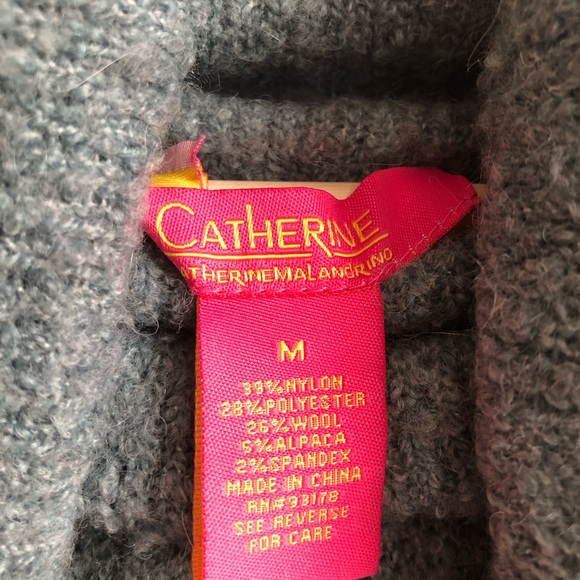 CATHERINE
THERINEMALANDRINO
M
39%NYLON
28%POLYESTER
26%WOOL
5%ALPACA
2%SPANDEX
MADE IN CHINA
RN#93178
SEE REVERSE
FOR CARE